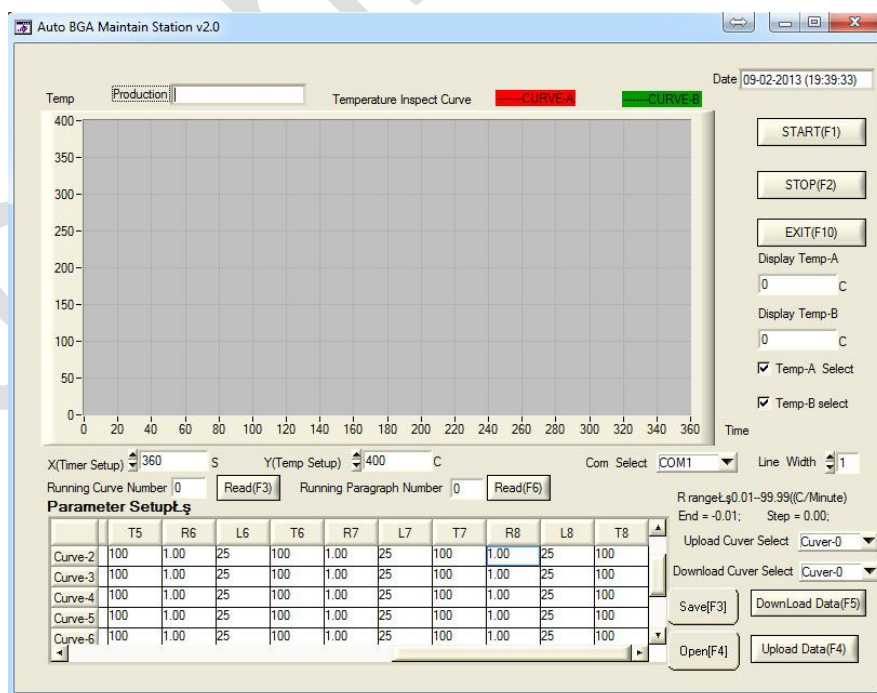 Auto BGA Maintain Station v2.0
Date 09-02-2013 (19:39:33)
Temp Production Temperature Inspect Curve ------CURVE-A ------CURVE-B
400
350
300
250
200
150
100
50
0
0 20 40 60 80 100 120 140 160 180 200 220 240 260 280 300 320 340 360 Time
START(F1)
STOP(F2)
EXIT(F10)
Display Temp-A
0 C
Display Temp-B
0 C
Temp-A Select
Temp-B select
X(Timer Setup) 360 S Y(Temp Setup) 400 C Com Select COM1 Line Width 1
Running Curve Number 0 Read(F3) Running Paragraph Number 0 Read(F6)
Parameter SetupŁş
T5 R6 L6 T6 R7 L7 T7 R8 L8 T8
Curve-2 100 1.00 25 100 1.00 25 100 1.00 25 100
Curve-3 100 1.00 25 100 1.00 25 100 1.00 25 100
Curve-4 100 1.00 25 100 1.00 25 100 1.00 25 100
Curve-5 100 1.00 25 100 1.00 25 100 1.00 25 100
Curve-6 100 1.00 25 100 1.00 25 100 1.00 25 100
R rangeŁş0.01--99.99((C/Minute)
End = -0.01; Step = 0.00;
Upload Cuver Select Cuver-0
Download Cuver Select Cuver-0
Save[F3] DownLoad Data(F5)
Open[F4] Upload Data(F4)